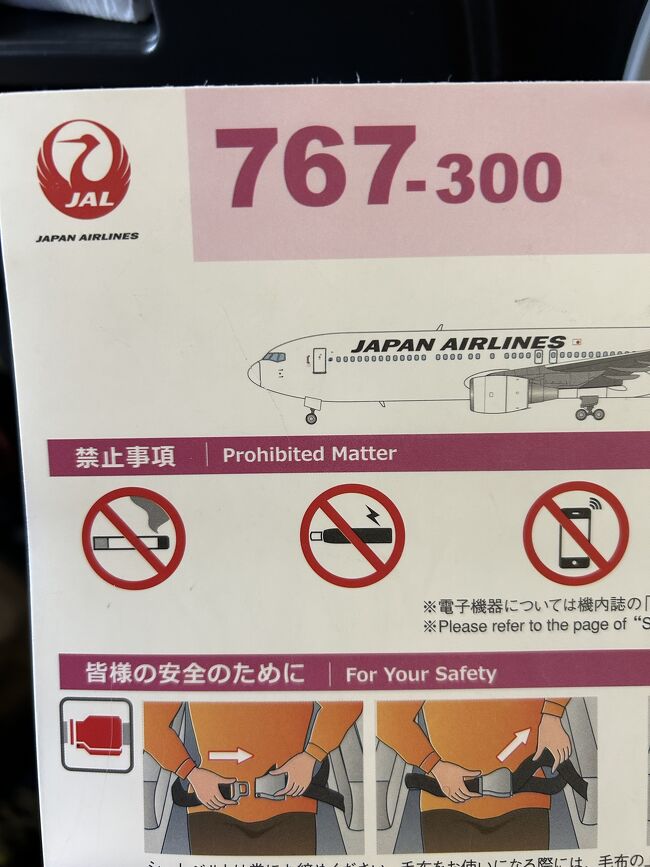 767-300
JAL
JAPAN AIRLINES
JAPAN AIRLINES
禁止事項 Prohibited Matter
※電子機器については機内誌の「
※Please refer to the page of “S
皆様の安全のために For Your Safety